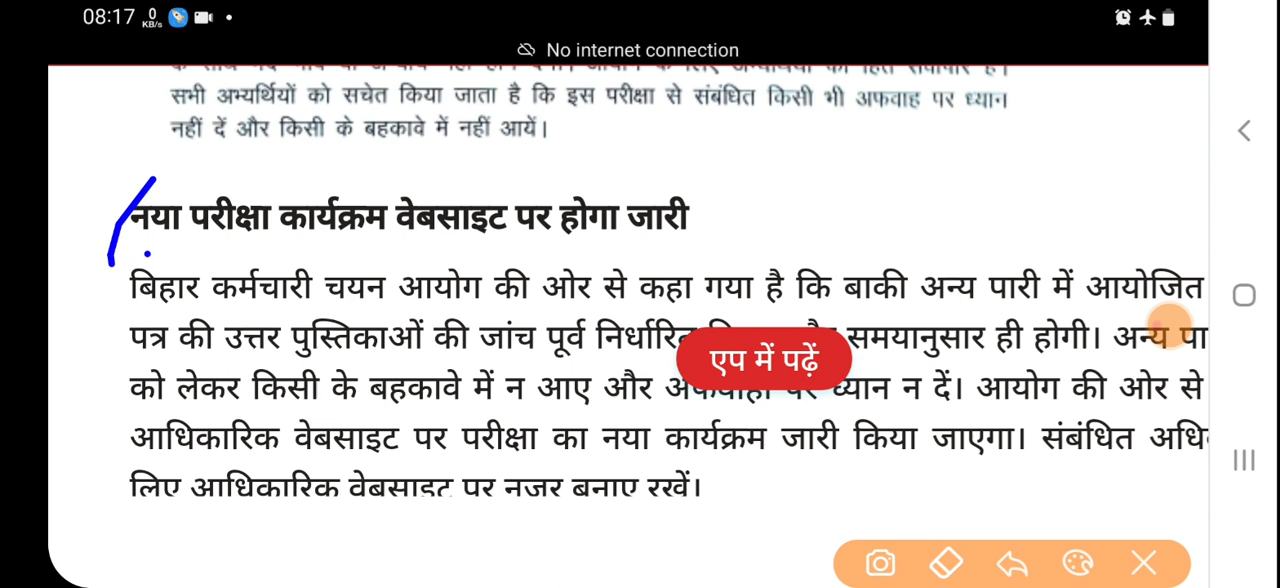 08:17 0 KB/s
No internet connection
सभी अभ्यर्थियों को सचेत किया जाता है कि इस परीक्षा से संबंधित किसी भी अफवाह पर ध्यान
नहीं दें और किसी के बहकावे में नहीं आयें।
नया परीक्षा कार्यक्रम वेबसाइट पर होगा जारी
बिहार कर्मचारी चयन आयोग की ओर से कहा गया है कि बाकी अन्य पारी में आयोजित
पत्र की उत्तर पुस्तिकाओं की जांच पूर्व समयानुसार ही होगी। अन्य
एप में पढ़ें
को लेकर किसी के बहकावे में न आए और ध्यान न दें। आयोग की ओर से
आधिकारिक वेबसाइट पर परीक्षा का नया कार्यक्रम जारी किया जाएगा। संबंधित
लिए आधिकारिक वेबसाइट पर नजर बनाए रखें।